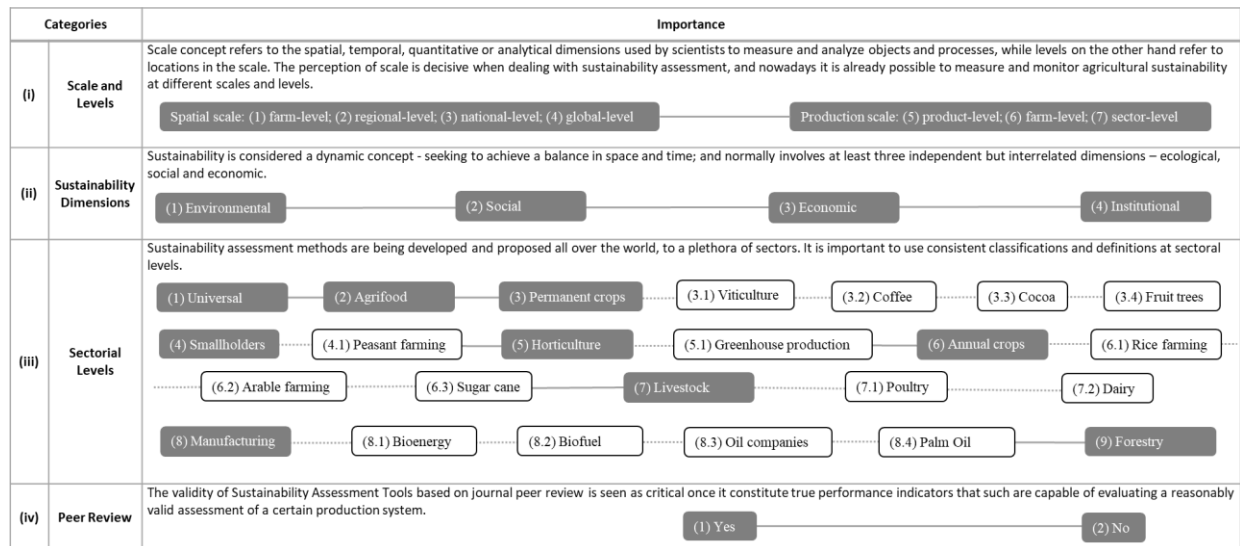 Categories
Importance
(i)
Scale and
Levels
Scale concept refers to the spatial, temporal, quantitative or analytical dimensions used by scientists to measure and analyze objects and processes, while levels on the other hand refer to
locations in the scale. The perception of scale is decisive when dealing with sustainability assessment, and nowadays it is already possible to measure and monitor agricultural sustainability
at different scales and levels.
Spatial scale: (1) farm-level; (2) regional-level; (3) national-level; (4) global-level
Production scale: (5) product-level; (6) farm-level; (7) sector-level
(ii)
Sustainability
Dimensions
Sustainability is considered a dynamic concept - seeking to achieve a balance in space and time; and normally involves at least three independent but interrelated dimensions – ecological,
social and economic.
(1) Environmental
(2) Social
(3) Economic
(4) Institutional
(iii)
Sectorial
Levels
Sustainability assessment methods are being developed and proposed all over the world, to a plethora of sectors. It is important to use consistent classifications and definitions at sectoral
levels.
(1) Universal
(2) Agrifood
(3) Permanent crops
(3.1) Viticulture
(3.2) Coffee
(3.3) Cocoa
(3.4) Fruit trees
(4) Smallholders
(4.1) Peasant farming
(5) Horticulture
(5.1) Greenhouse production
(6) Annual crops
(6.1) Rice farming
(6.2) Arable farming
(6.3) Sugar cane
(7) Livestock
(7.1) Poultry
(7.2) Dairy
(8) Manufacturing
(8.1) Bioenergy
(8.2) Biofuel
(8.3) Oil companies
(8.4) Palm Oil
(9) Forestry
(iv)
Peer Review
The validity of Sustainability Assessment Tools based on journal peer review is seen as critical once it constitute true performance indicators that such are capable of evaluating a reasonably
valid assessment of a certain production system.
(1) Yes
(2) No